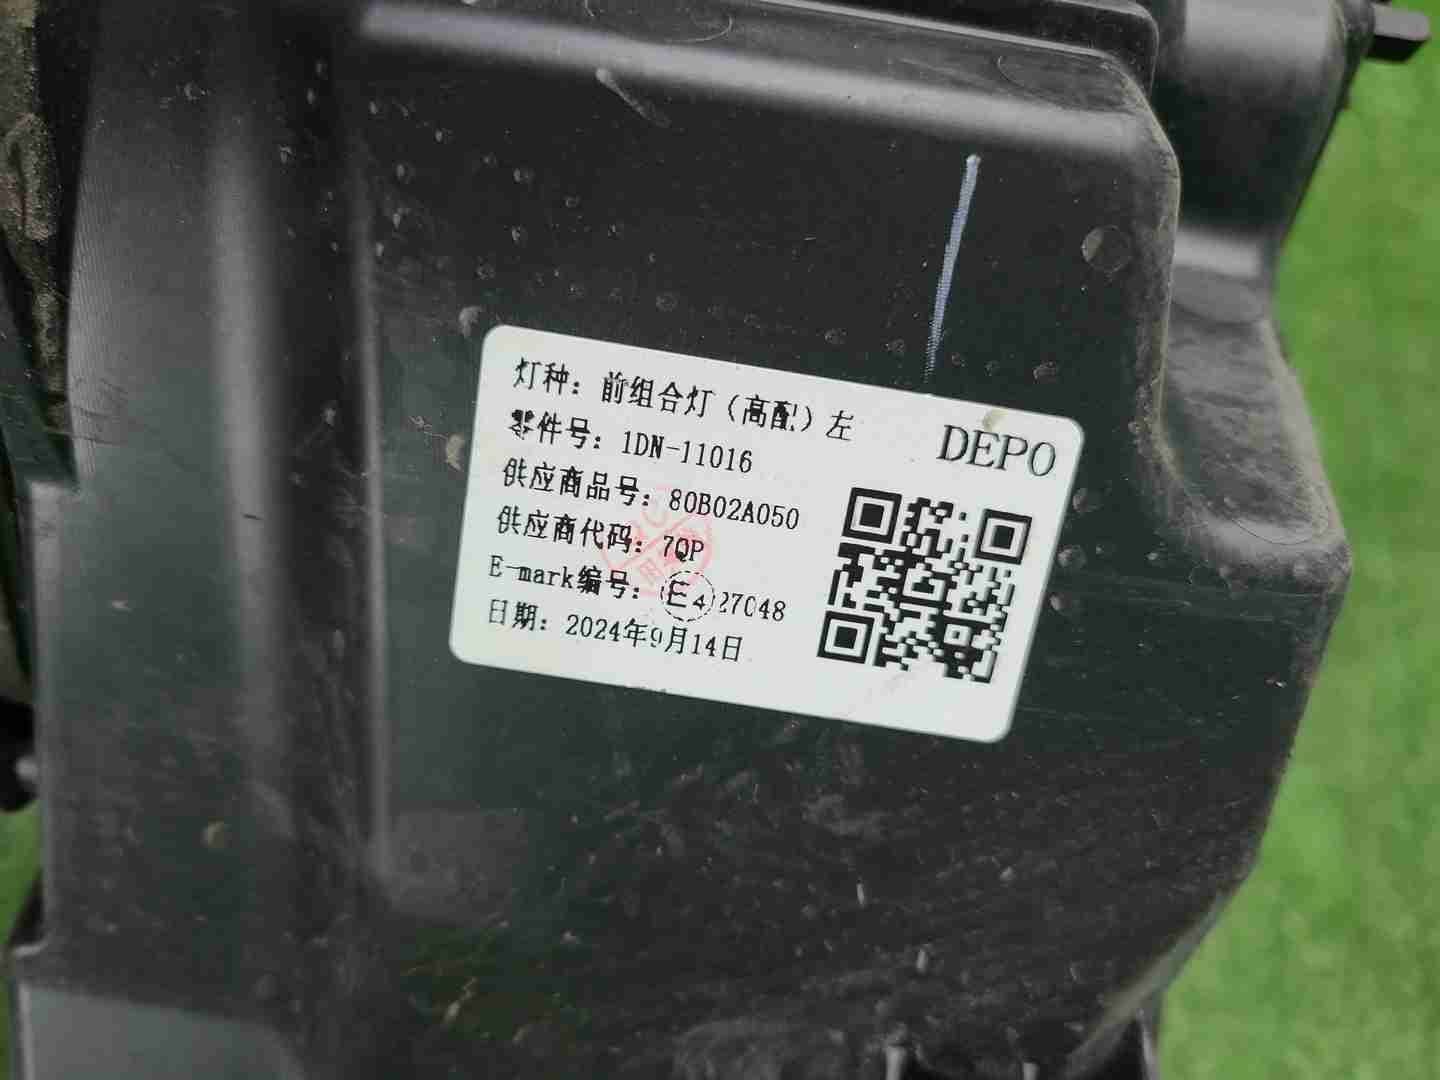 灯种：前组合灯（高配）左
零件号：1DN-11016
DEPO
供应商品号：80B02A050
供应商代码：7QP
E-mark编号：(E4)27048
日期：2024年9月14日